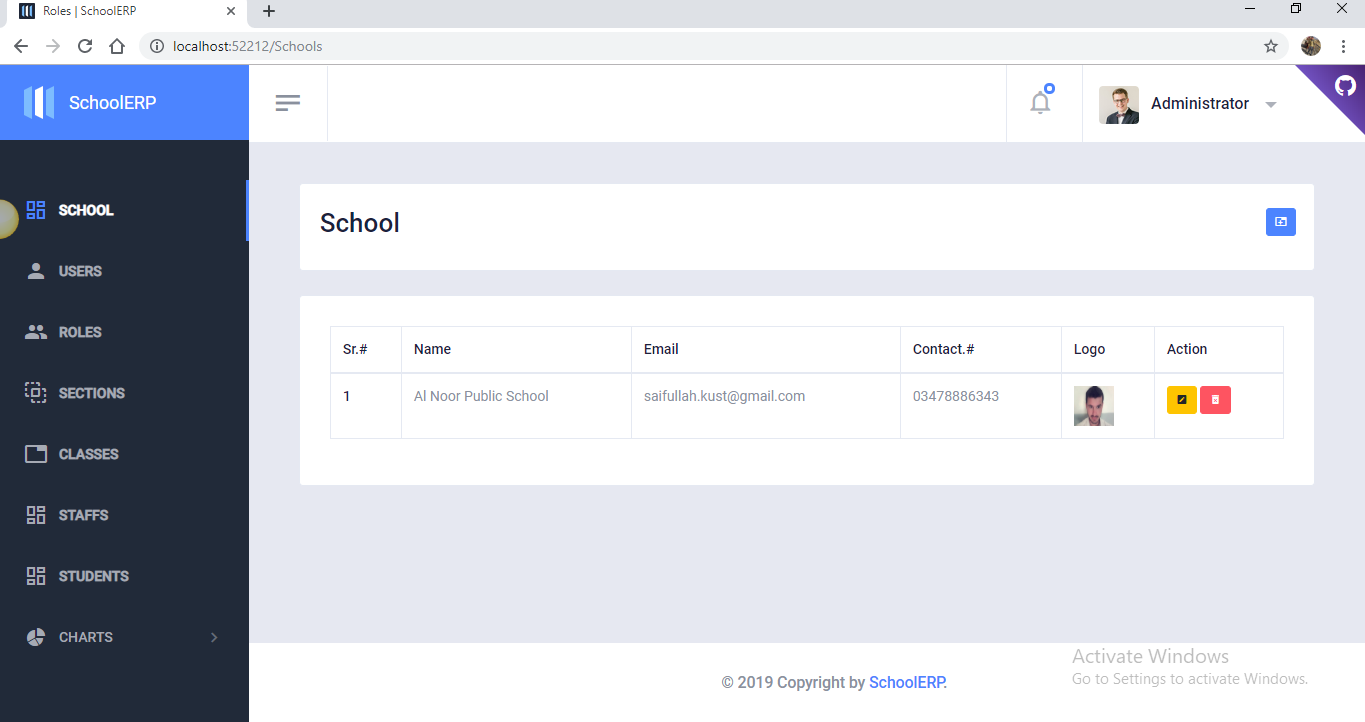 Roles | SchoolERP
localhost:52212/Schools
SchoolERP
Administrator
SCHOOL
USERS
ROLES
SECTIONS
CLASSES
STAFFS
STUDENTS
CHARTS
School
Sr.# Name Email Contact.# Logo Action
1 Al Noor Public School saifullah.kust@gmail.com 03478886343
© 2019 Copyright by SchoolERP.
Activate Windows
Go to Settings to activate Windows.